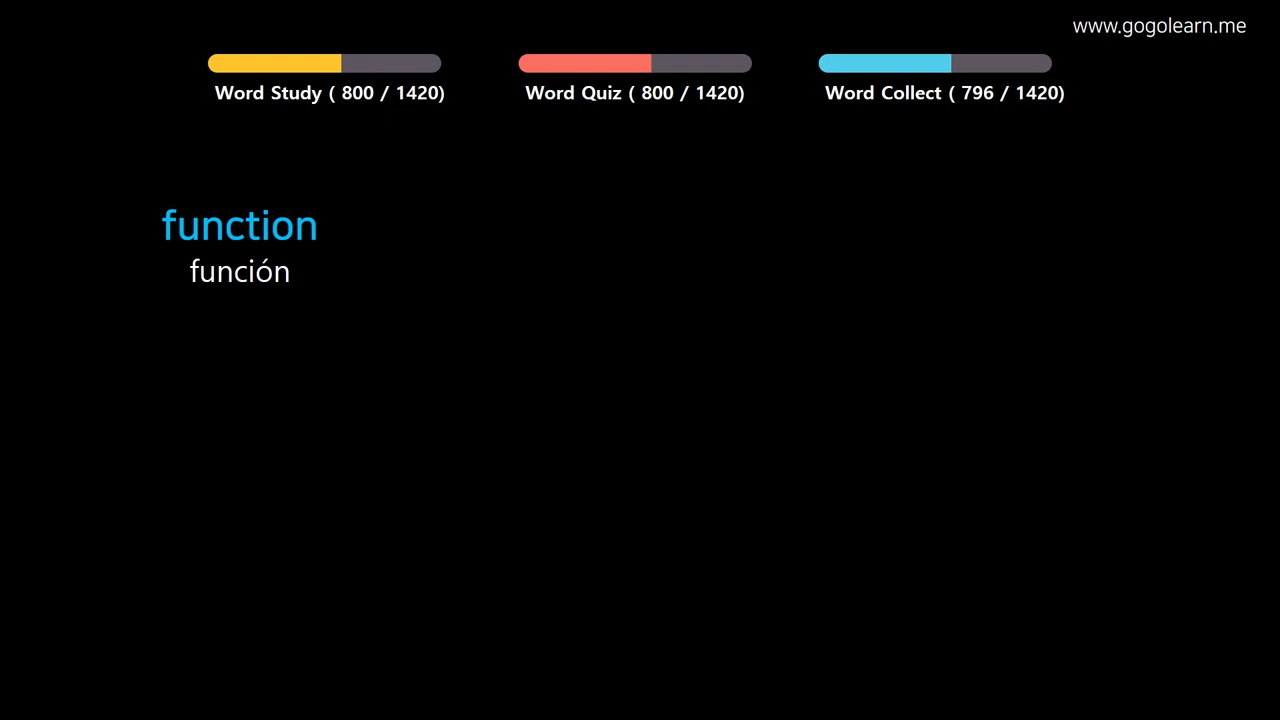 www.gogolearn.me
Word Study ( 800 / 1420)
Word Quiz ( 800 / 1420)
Word Collect ( 796 / 1420)
function
función